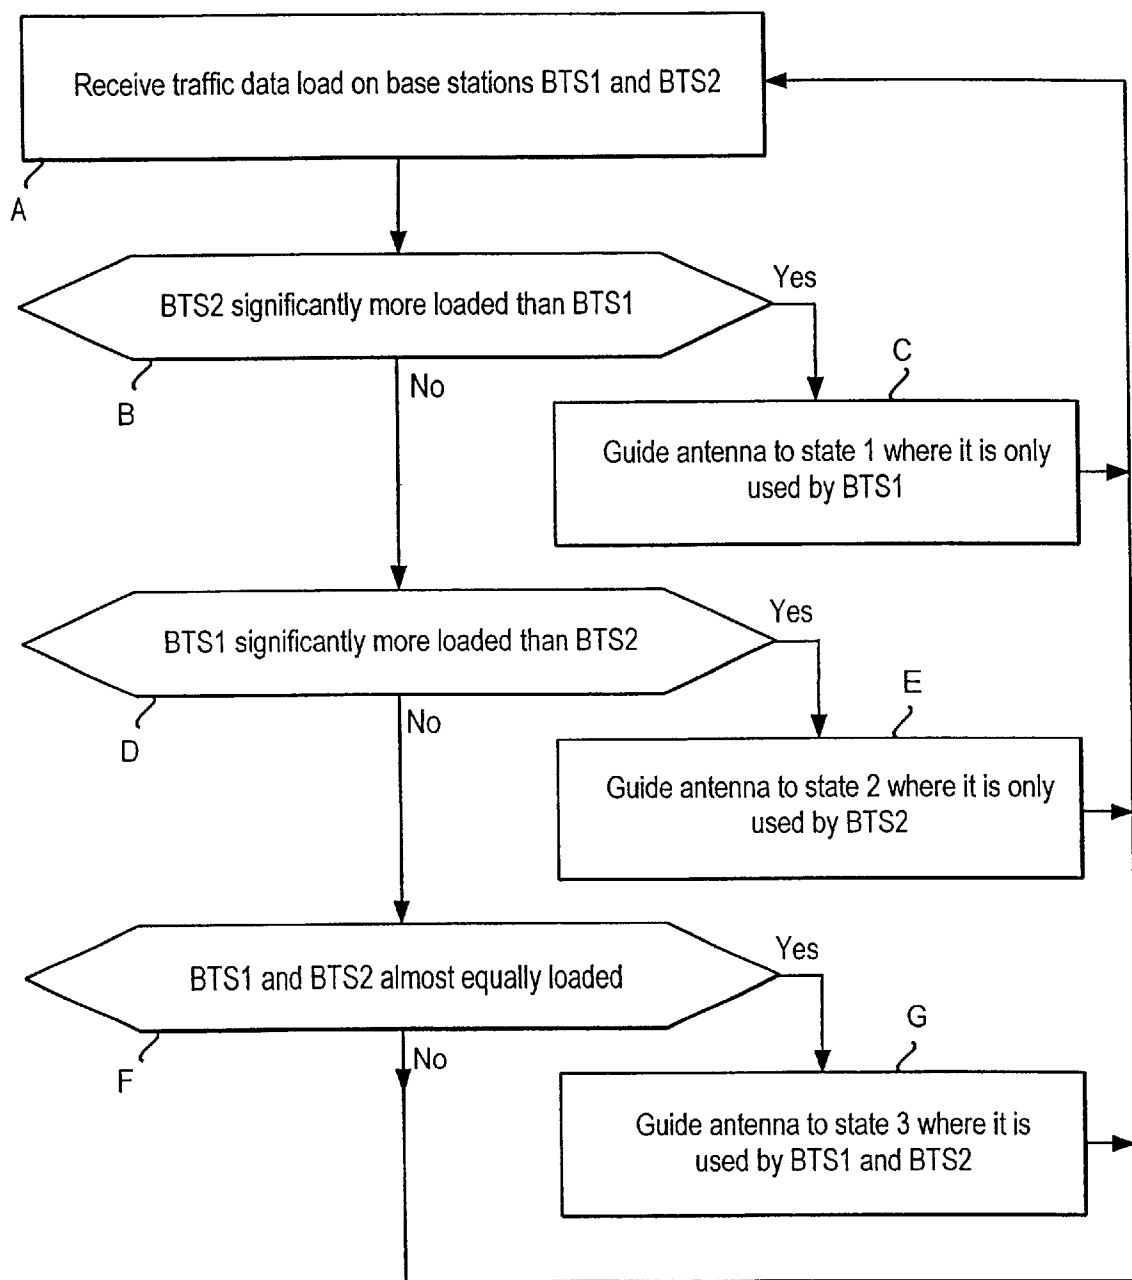 Receive traffic data load on base stations BTS1 and BTS2
A
BTS2 significantly more loaded than BTS1
Yes
B
No
C
Guide antenna to state 1 where it is only
used by BTS1
BTS1 significantly more loaded than BTS2
Yes
D
No
E
Guide antenna to state 2 where it is only
used by BTS2
BTS1 and BTS2 almost equally loaded
Yes
F
No
G
Guide antenna to state 3 where it is
used by BTS1 and BTS2